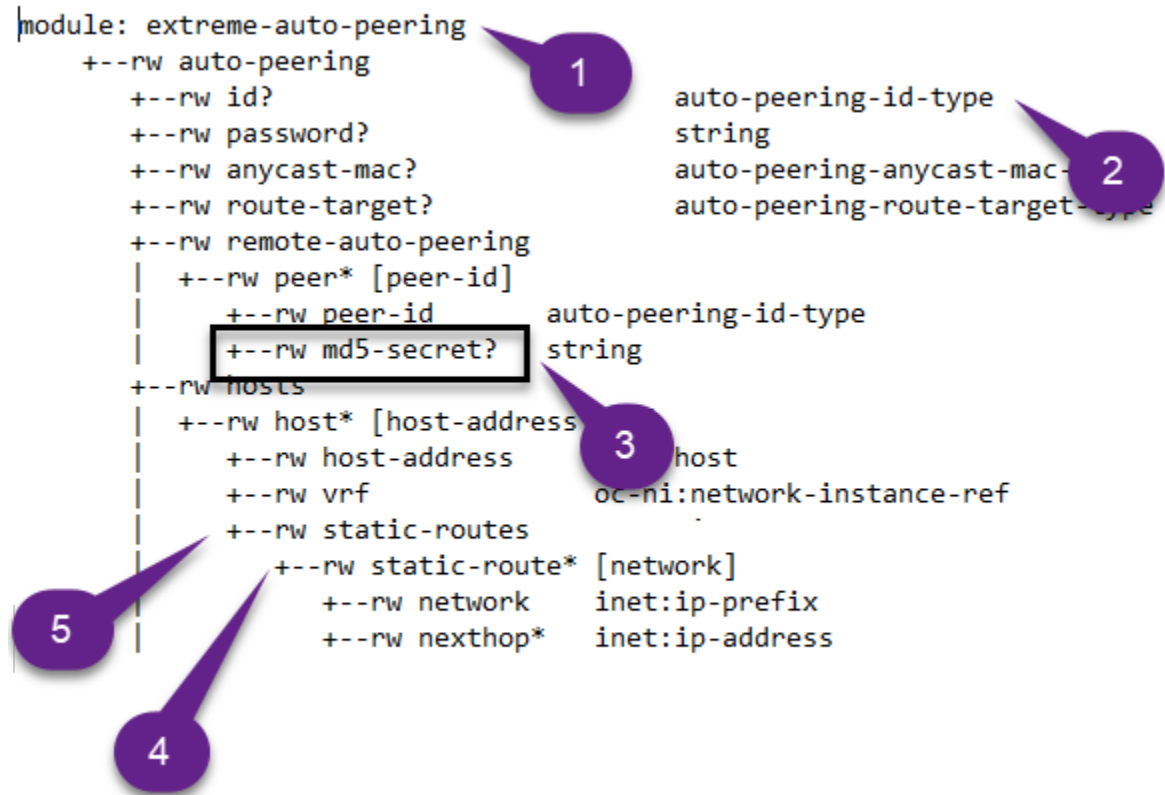 module: extreme-auto-peering
1
+--rw auto-peering
+--rw id? auto-peering-id-type
+--rw password? string
2
+--rw anycast-mac? auto-peering-anycast-mac-
+--rw route-target? auto-peering-route-target-type
+--rw remote-auto-peering
| +--rw peer* [peer-id]
| +--rw peer-id auto-peering-id-type
| +--rw md5-secret? string
+--rw hosts
| +--rw host* [host-address
3
| +--rw host-address host
| +--rw vrf oc-ni:network-instance-ref
| +--rw static-routes
+--rw static-route* [network]
| +--rw network inet:ip-prefix
5
| +--rw nexthop* inet:ip-address
4